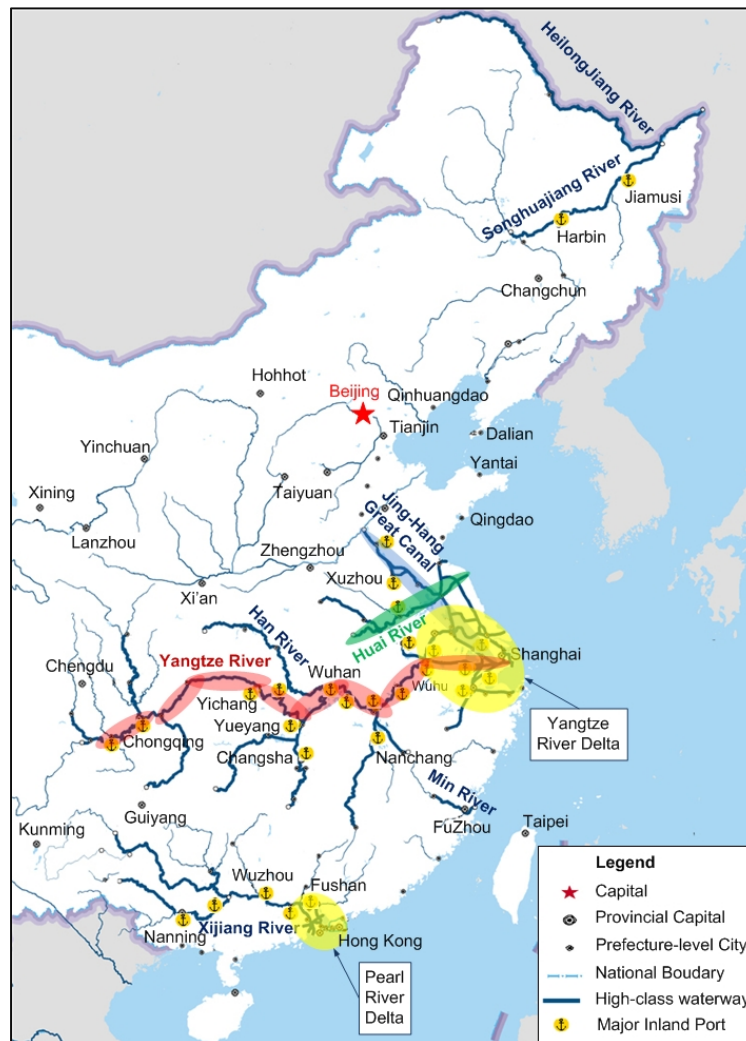 HeilongJiang River
Songhuajiang River
Jiamusi
Harbin
Changchun
Hohhot
Beijing
Qinhuangdao
Tianjin
Dalian
Yinchuan
Yantai
Taiyuan
Xining
Jing-Hang
Great Canal
Qingdao
Lanzhou
Zhengzhou
Xuzhou
Xi'an
Han River
Huai River
Shanghai
Chengdu
Yangtze River
Wuhan
Wuhu
Yichang
Yueyang
Yangtze
River Delta
Chongqing
Changsha
Nanchang
Min River
Guiyang
FuZhou
Taipei
Kunming
Wuzhou
Fushan
Xijiang River
Nanning
Hong Kong
Pearl
River
Delta
Legend
Capital
Provincial Capital
Prefecture-level City
National Boudary
High-class waterway
Major Inland Port